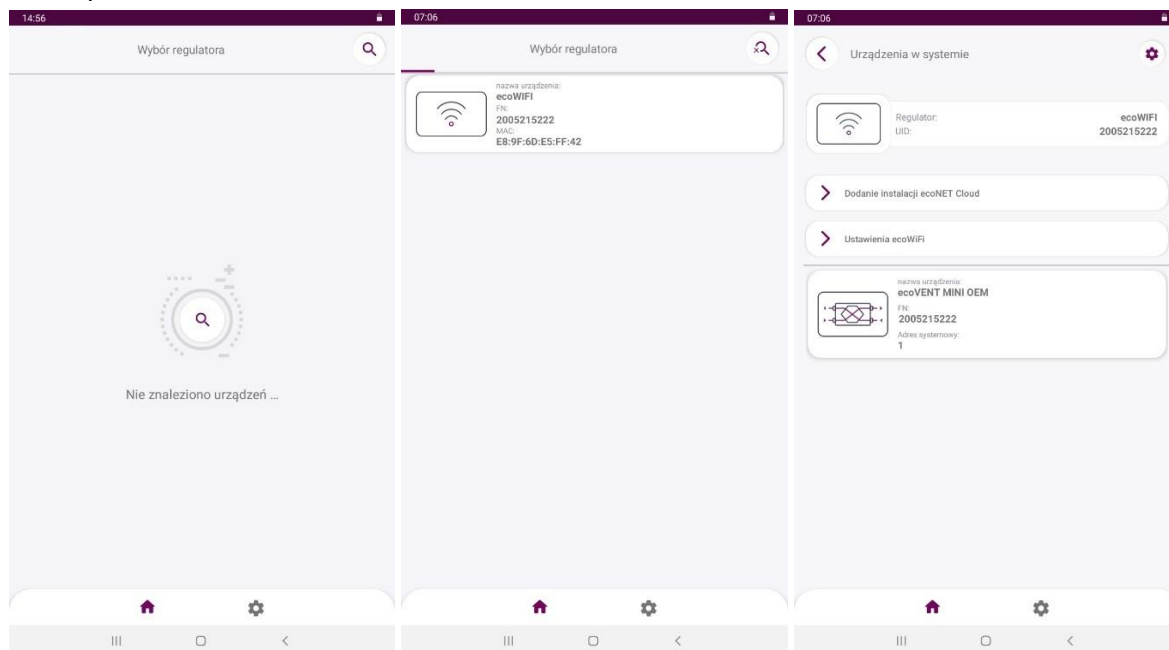 14:56
Wybór regulatora
Nie znaleziono urządzeń ...
07:06
Wybór regulatora
nazwa urządzenia:
ecoWIFI
FN:
2005215222
MAC:
E8:9F:6D:E5:FF:42
07:06
Urządzenia w systemie
Regulator: ecoWIFI
UID: 2005215222
Dodanie instalacji ecoNET Cloud
Ustawienia ecoWiFi
nazwa urządzenia:
ecoVENT MINI OEM
FN:
2005215222
Adres systemowy:
1